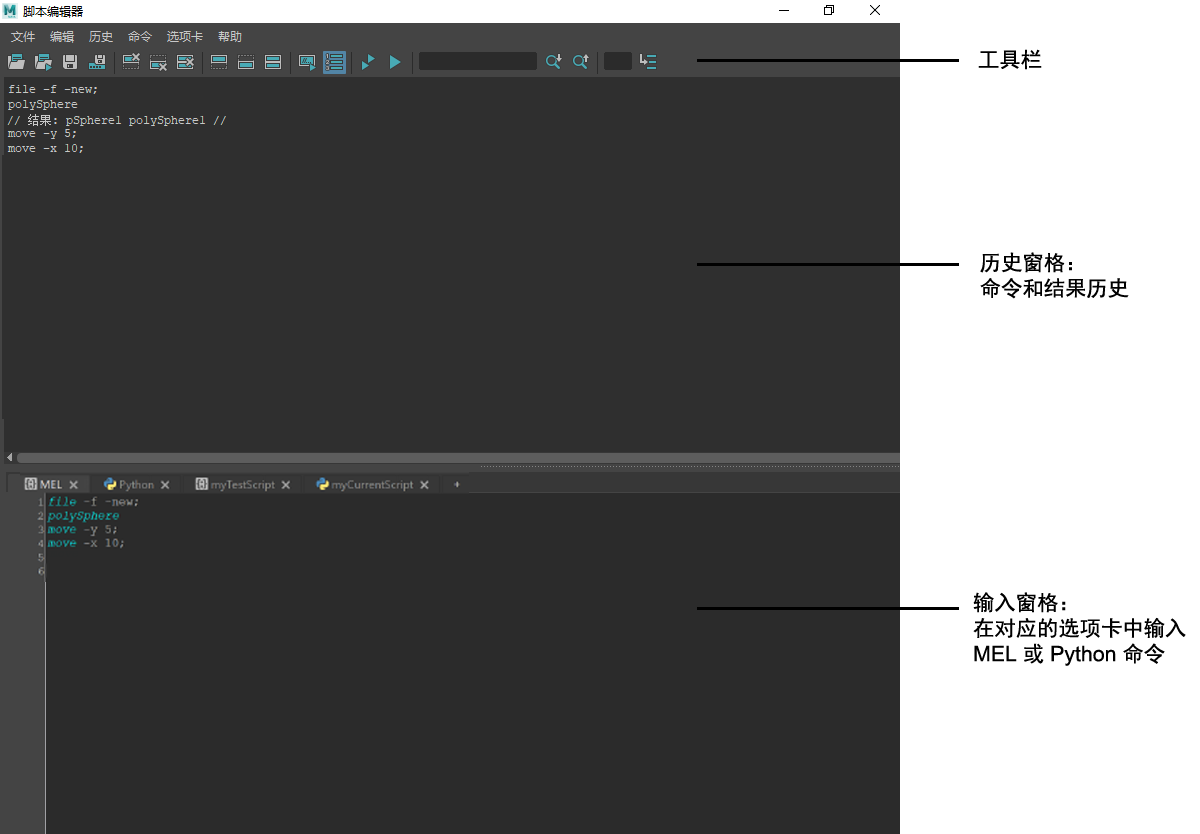 脚本编辑器
文件 编辑 历史 命令 选项卡 帮助
工具栏
file -f -new;
polySphere
// 结果: pSphere1 polySphere1 //
move -y 5;
move -x 10;
历史窗格：
命令和结果历史
MEL Python myTestScript myCurrentScript +
1 file -f -new;
2 polySphere
3 move -y 5;
4 move -x 10;
5
6
输入窗格：
在对应的选项卡中输入
MEL 或 Python 命令